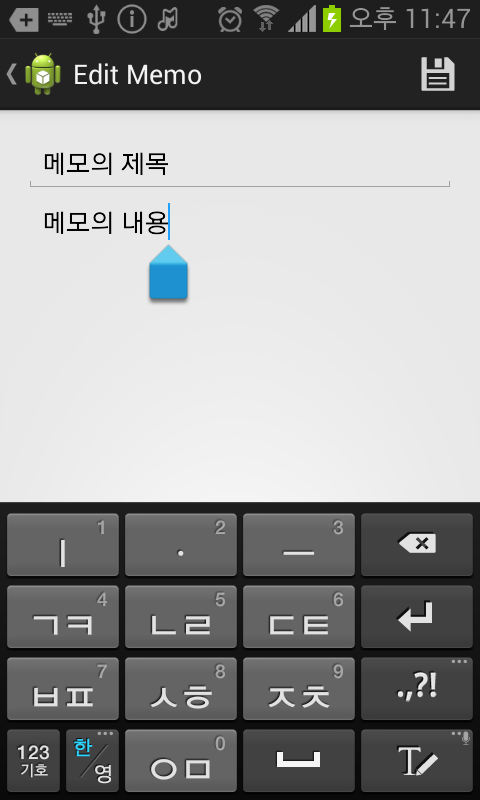 오후 11:47
Edit Memo
메모의 제목
메모의 내용
1 2 3
ㅣ · ㅡ
4 5 6
ㄱㅋ ㄴㄹ ㄷㅌ
7 8 9
ㅂㅍ ㅅㅎ ㅈㅊ .,?!
123 기호 한/영 0 ㅇㅁ T